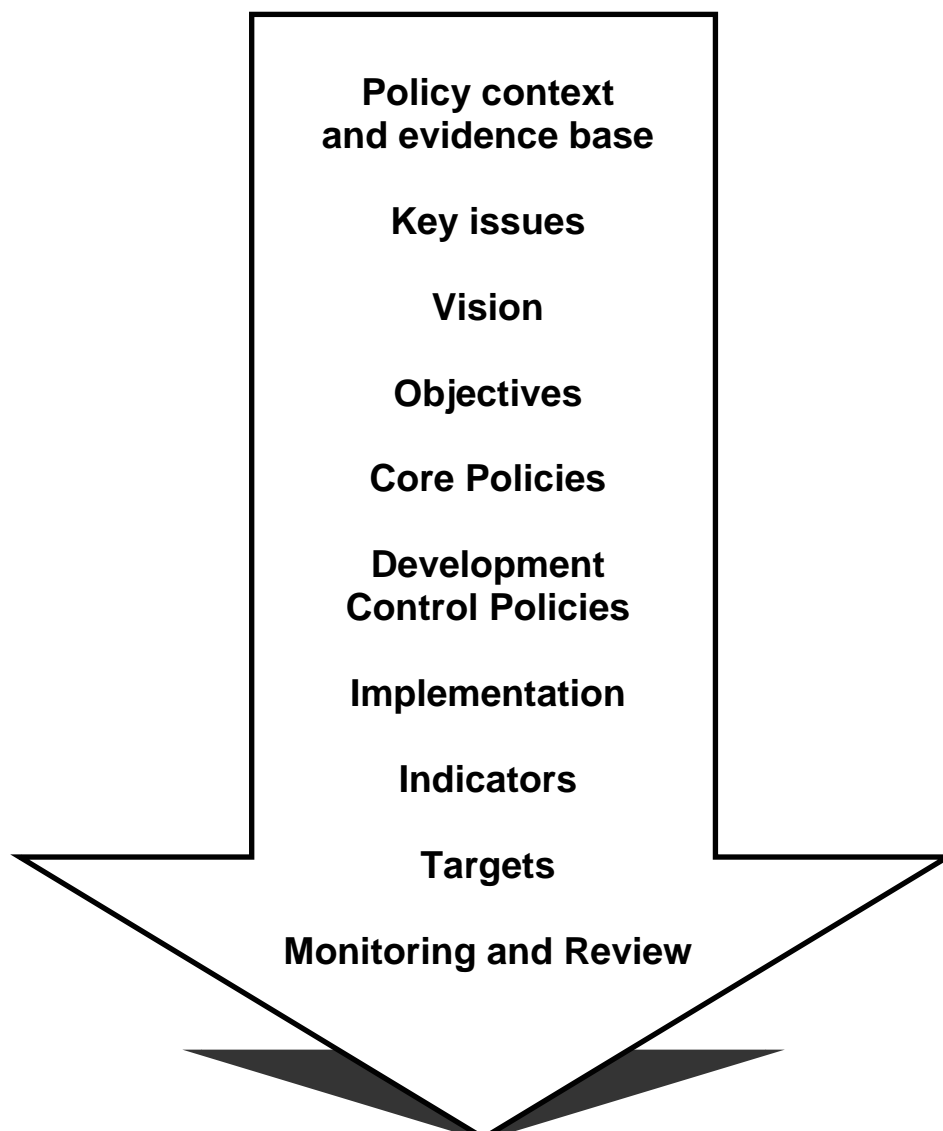 Policy context
and evidence base
Key issues
Vision
Objectives
Core Policies
Development
Control Policies
Implementation
Indicators
Targets
Monitoring and Review